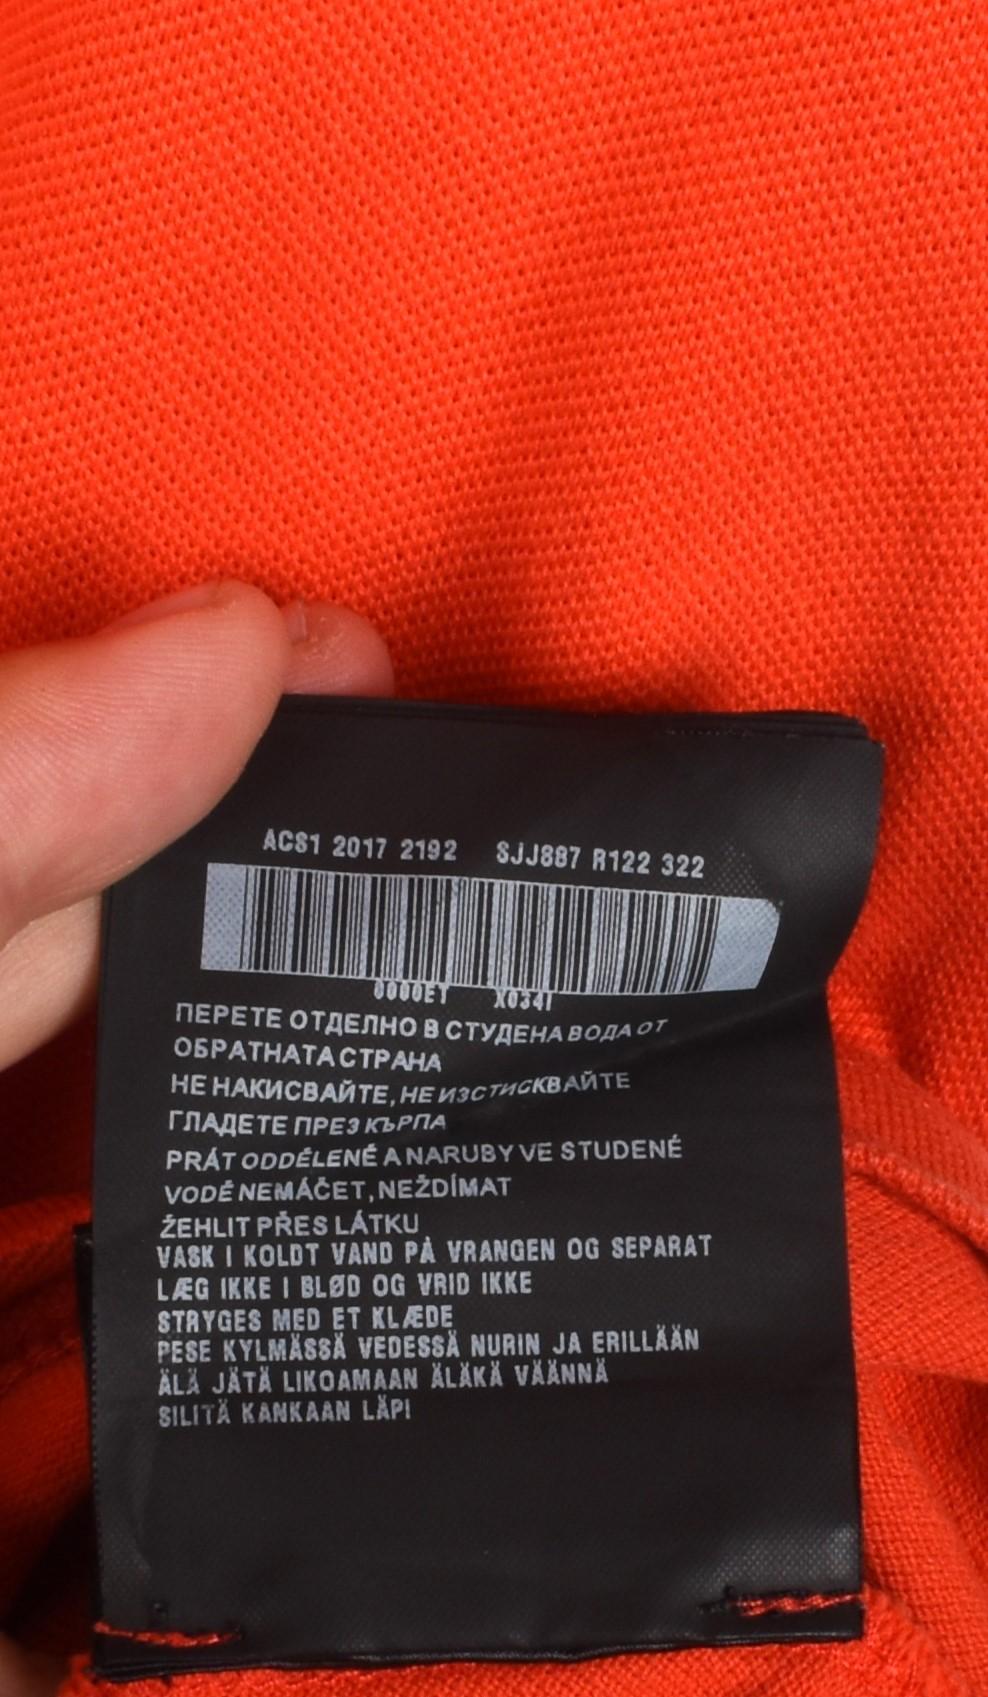 ACS1 2017 2192 SJJ887 R122 322
0000ET X034I
ПЕРЕТЕ ОТДЕЛНО В СТУДЕНА ВОДА ОТ
ОБРАТНАТА СТРАНА
НЕ НАКИСВАЙТЕ, НЕ ИЗСТИСКВАЙТЕ
ГЛАДЕТЕ ПРЕЗ КЪРПА
PRÁT ODDĚLENĚ A NARUBY VE STUDENÉ
VODĚ NEMÁČET, NEŽDÍMAT
ŽEHLIT PŘES LÁTKU
VASK I KOLDT VAND PÅ VRANGEN OG SEPARAT
LÆG IKKE I BLØD OG VRID IKKE
STRYGES MED ET KLÆDE
PESE KYLMÄSSÄ VEDESSÄ NURIN JA ERILLÄÄN
ÄLÄ JÄTÄ LIKOAMAAN ÄLÄKÄ VÄÄNNÄ
SILITÄ KANKAAN LÄPI